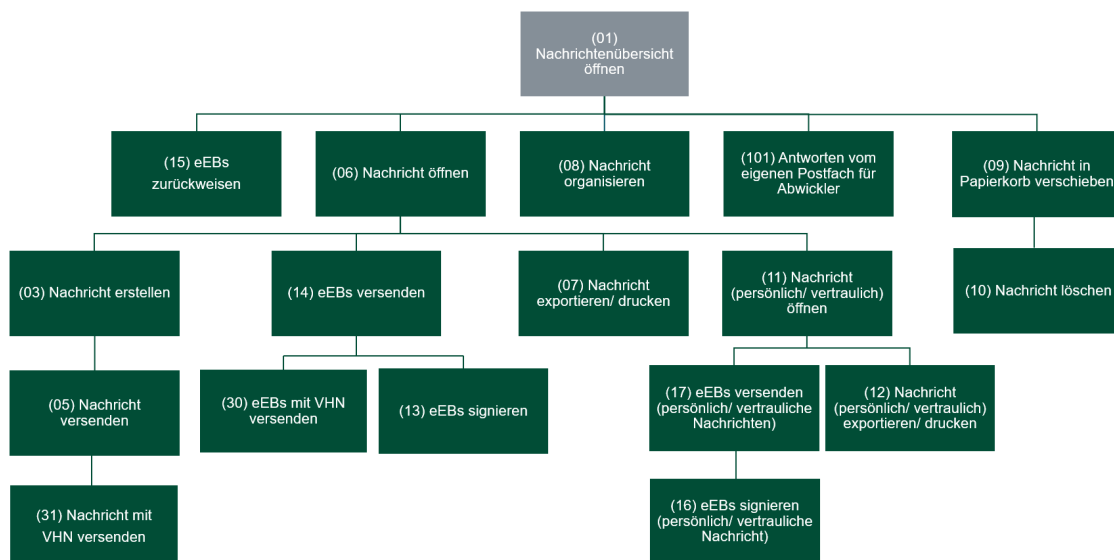 (01)
Nachrichtenübersicht
öffnen
(15) eEBs
zurückweisen
(06) Nachricht öffnen
(08) Nachricht
organisieren
(101) Antworten vom
eigenen Postfach für
Abwickler
(09) Nachricht in
Papierkorb verschieben
(03) Nachricht erstellen
(14) eEBs versenden
(07) Nachricht
exportieren/ drucken
(11) Nachricht
(persönlich/ vertraulich)
öffnen
(10) Nachricht löschen
(05) Nachricht
versenden
(30) eEBs mit VHN
versenden
(13) eEBs signieren
(17) eEBs versenden
(persönlich/ vertrauliche
Nachrichten)
(12) Nachricht
(persönlich/ vertraulich)
exportieren/ drucken
(31) Nachricht mit
VHN versenden
(16) eEBs signieren
(persönlich/ vertrauliche
Nachricht)